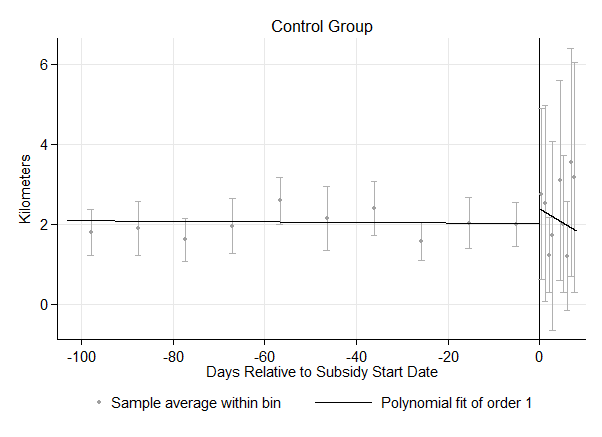 Control Group
Kilometers
6
4
2
0
-100 -80 -60 -40 -20 0
Days Relative to Subsidy Start Date
Sample average within bin Polynomial fit of order 1